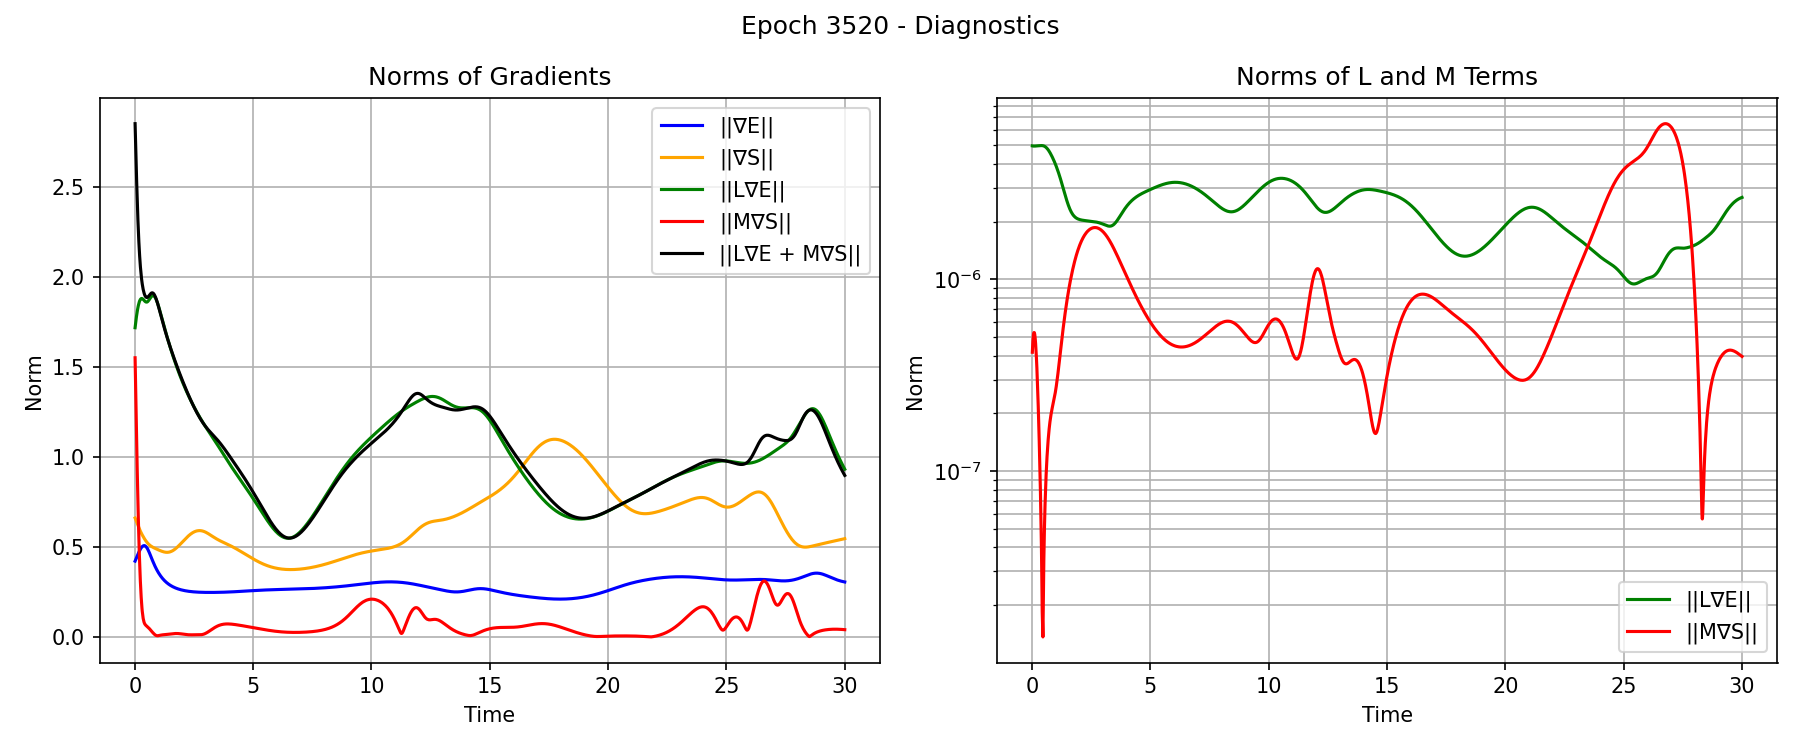 Epoch 3520 - Diagnostics
Norms of Gradients
||∇E||
||∇S||
||L∇E||
||M∇S||
||L∇E + M∇S||
Norm
2.5
2.0
1.5
1.0
0.5
0.0
0 5 10 15 20 25 30
Time
Norms of L and M Terms
Norm
10⁻⁶
10⁻⁷
||L∇E||
||M∇S||
0 5 10 15 20 25 30
Time